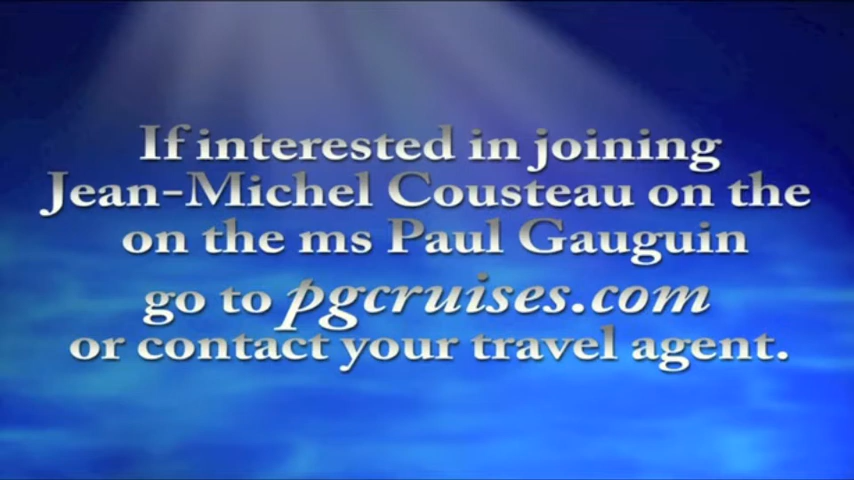 If interested in joining
Jean-Michel Cousteau on the
on the ms Paul Gauguin
go to pgcruises.com
or contact your travel agent.